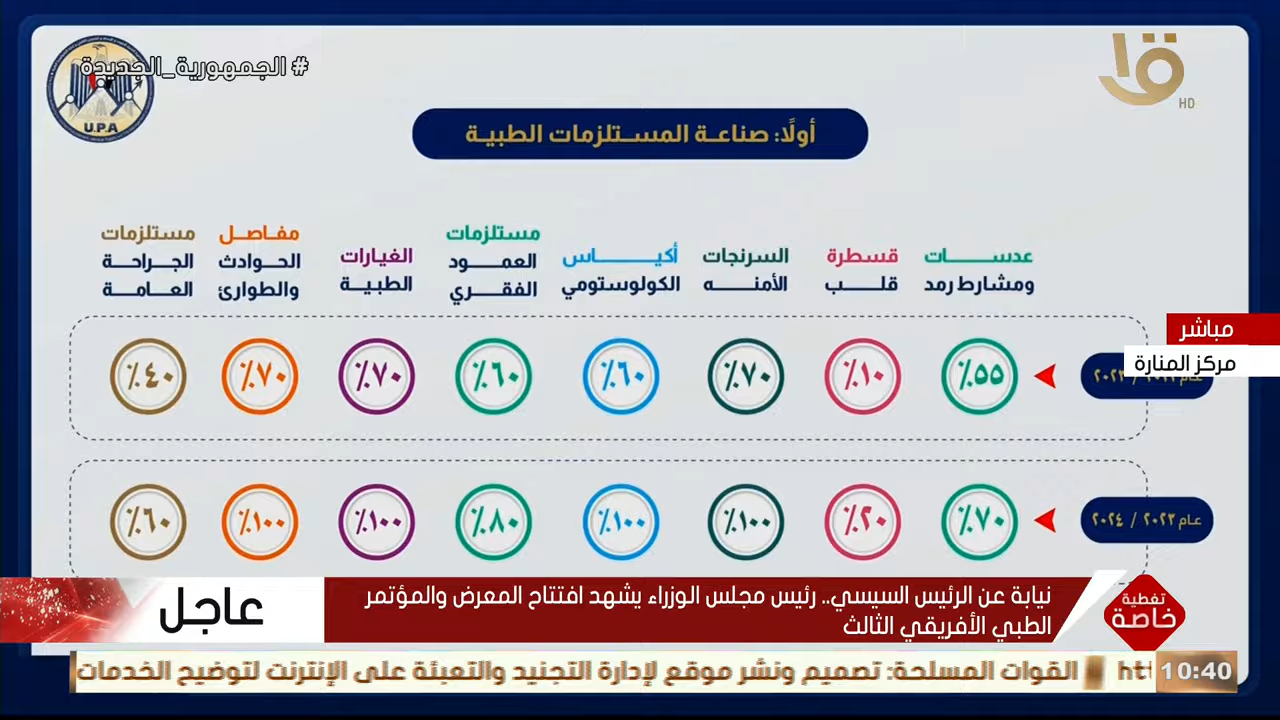 # الجمهورية_الجديدة
U.P.A
١٠
HD
أولًا: صناعة المستلزمات الطبية
عدسات
ومشارط رمد
قسطرة
قلب
السرنجات
الأمنه
أكياس
الكولوستومي
مستلزمات
العمود
الفقري
الغيارات
الطبية
مفاصل
الحوادث
والطوارئ
مستلزمات
الجراحة
العامة
مباشر
مركز المنارة
٪٥٥
٪١٠
٪٧٠
٪٦٠
٪٦٠
٪٧٠
٪٧٠
٪٤٠
عام ٢٠٢٣ / ٢٠٢٤
٪٧٠
٪٢٠
٪١٠٠
٪١٠٠
٪٨٠
٪١٠٠
٪١٠٠
٪٦٠
تغطية
خاصة
نيابة عن الرئيس السيسي.. رئيس مجلس الوزراء يشهد افتتاح المعرض والمؤتمر
الطبي الأفريقي الثالث
عاجل
10:40
htt القوات المسلحة: تصميم ونشر موقع لإدارة التجنيد والتعبئة على الإنترنت لتوضيح الخدمات